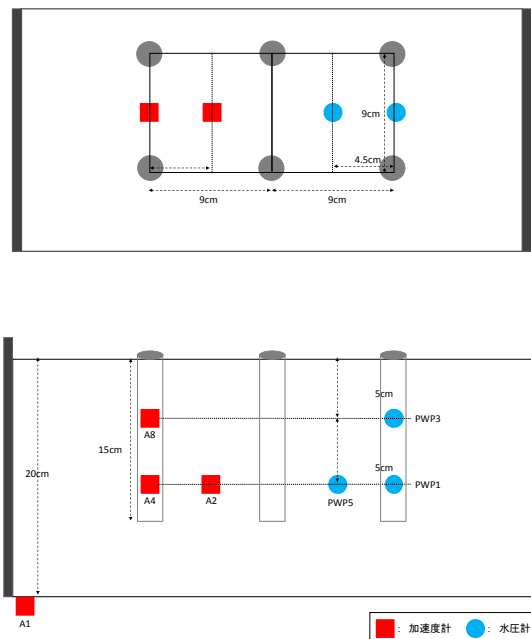 9cm
4.5cm
9cm
9cm
5cm
PWP3
A8
15cm
20cm
5cm
A4
A2
PWP5
PWP1
A1
: 加速度計
: 水圧計